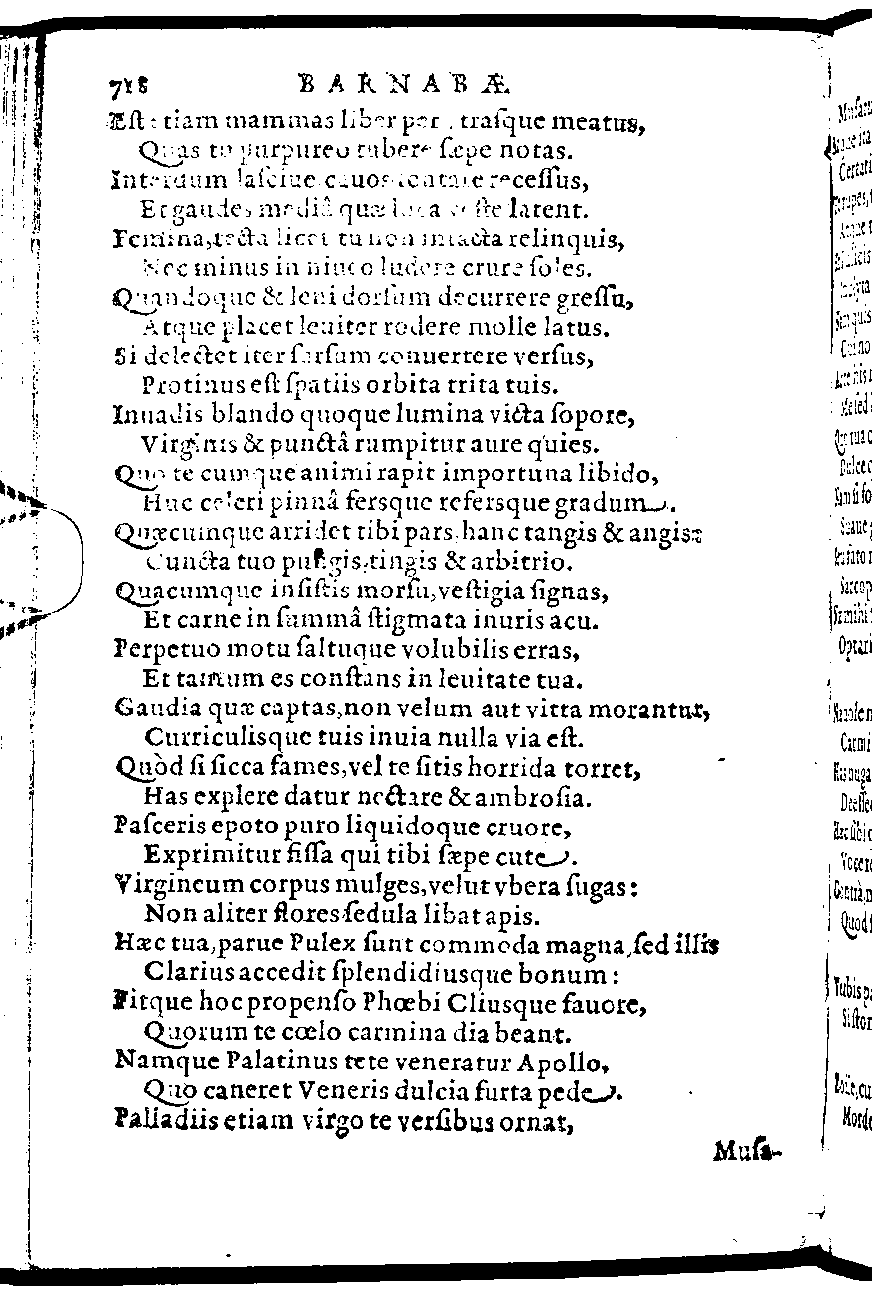 718 BARNABÆ
Est etiam mammas liber per, trasque meatus,
Quas tu purpureo tubere sæpe notas.
Interdum lasciue cauos tentare recessus,
Et gaudes mediâ quæ loca veste latent.
Femina, tecta licet tu non intacta relinquis,
Nec minus in niueo ludere crure soles.
Quandoque & leni dorsum decurrere gressu,
Atque placet leuiter rodere molle latus.
Si delectet iter sursum conuertere versus,
Protinus est spatiis orbita trita tuis.
Inuadis blando quoque lumina victa sopore,
Virginis & punctâ rumpitur aure quies.
Quo te cumque animi rapit importuna libido,
Huc celeri pinnâ fersque refersque gradum.
Quæcumque arridet tibi pars, hanc tangis & angis:
Cuncta tuo pungis, tingis & arbitrio.
Quacumque insistis morsu, vestigia signas,
Et carne in summâ stigmata inuris acu.
Perpetuo motu saltuque volubilis erras,
Et tantum es constans in leuitate tua.
Gaudia quæ captas, non velum aut vitta morantur,
Curriculisque tuis inuia nulla via est.
Quòd si sicca fames, vel te sitis horrida torret,
Has explere datur nectare & ambrosia.
Pasceris epoto puro liquidoque cruore,
Exprimitur fissa qui tibi sæpe cute.
Virgineum corpus mulges, velut vbera sugas:
Non aliter flores sedula libat apis.
Hæc tua, parue Pulex sunt commoda magna, sed illis
Clarius accedit splendidiusque bonum:
Fitque hoc propenso Phœbi Cliusque fauore,
Quorum te cœlo carmina dia beant.
Namque Palatinus tete veneratur Apollo,
Quo caneret Veneris dulcia furta pede.
Palladiis etiam virgo te versibus ornat,
Musa-